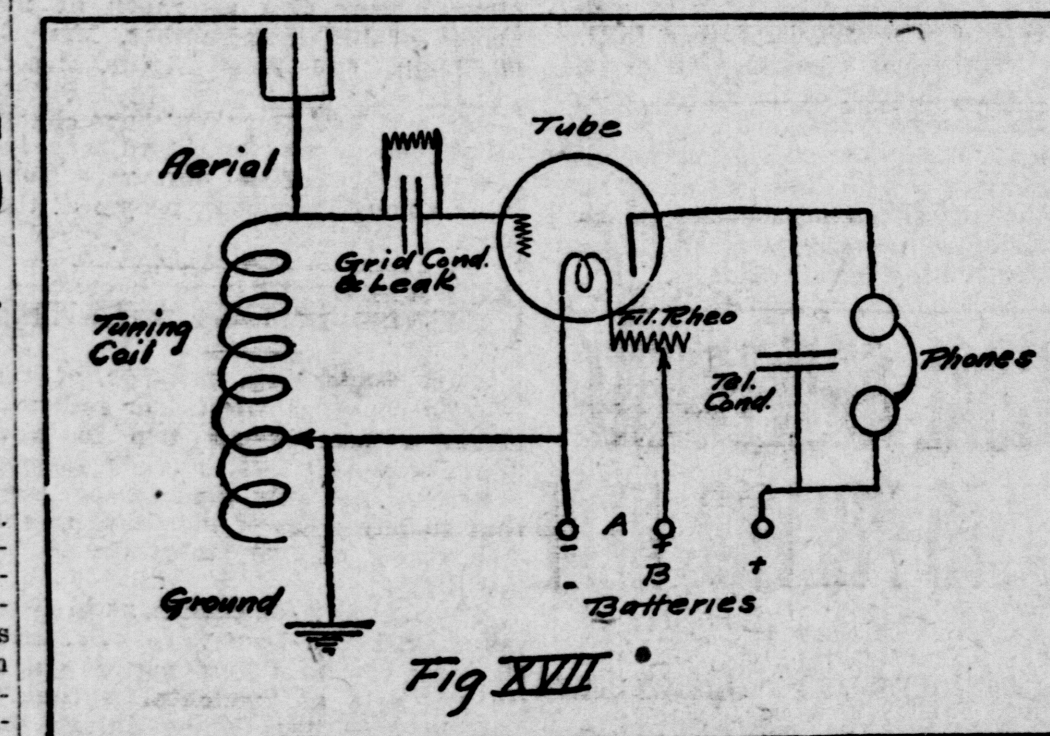 Tube
Aerial
Grid Cond.
& Leak
Fil. Rheo
Tuning
Coil
Phones
Tel.
Cond.
- A + +
- B
Batteries
Ground
Fig XVII
s
n